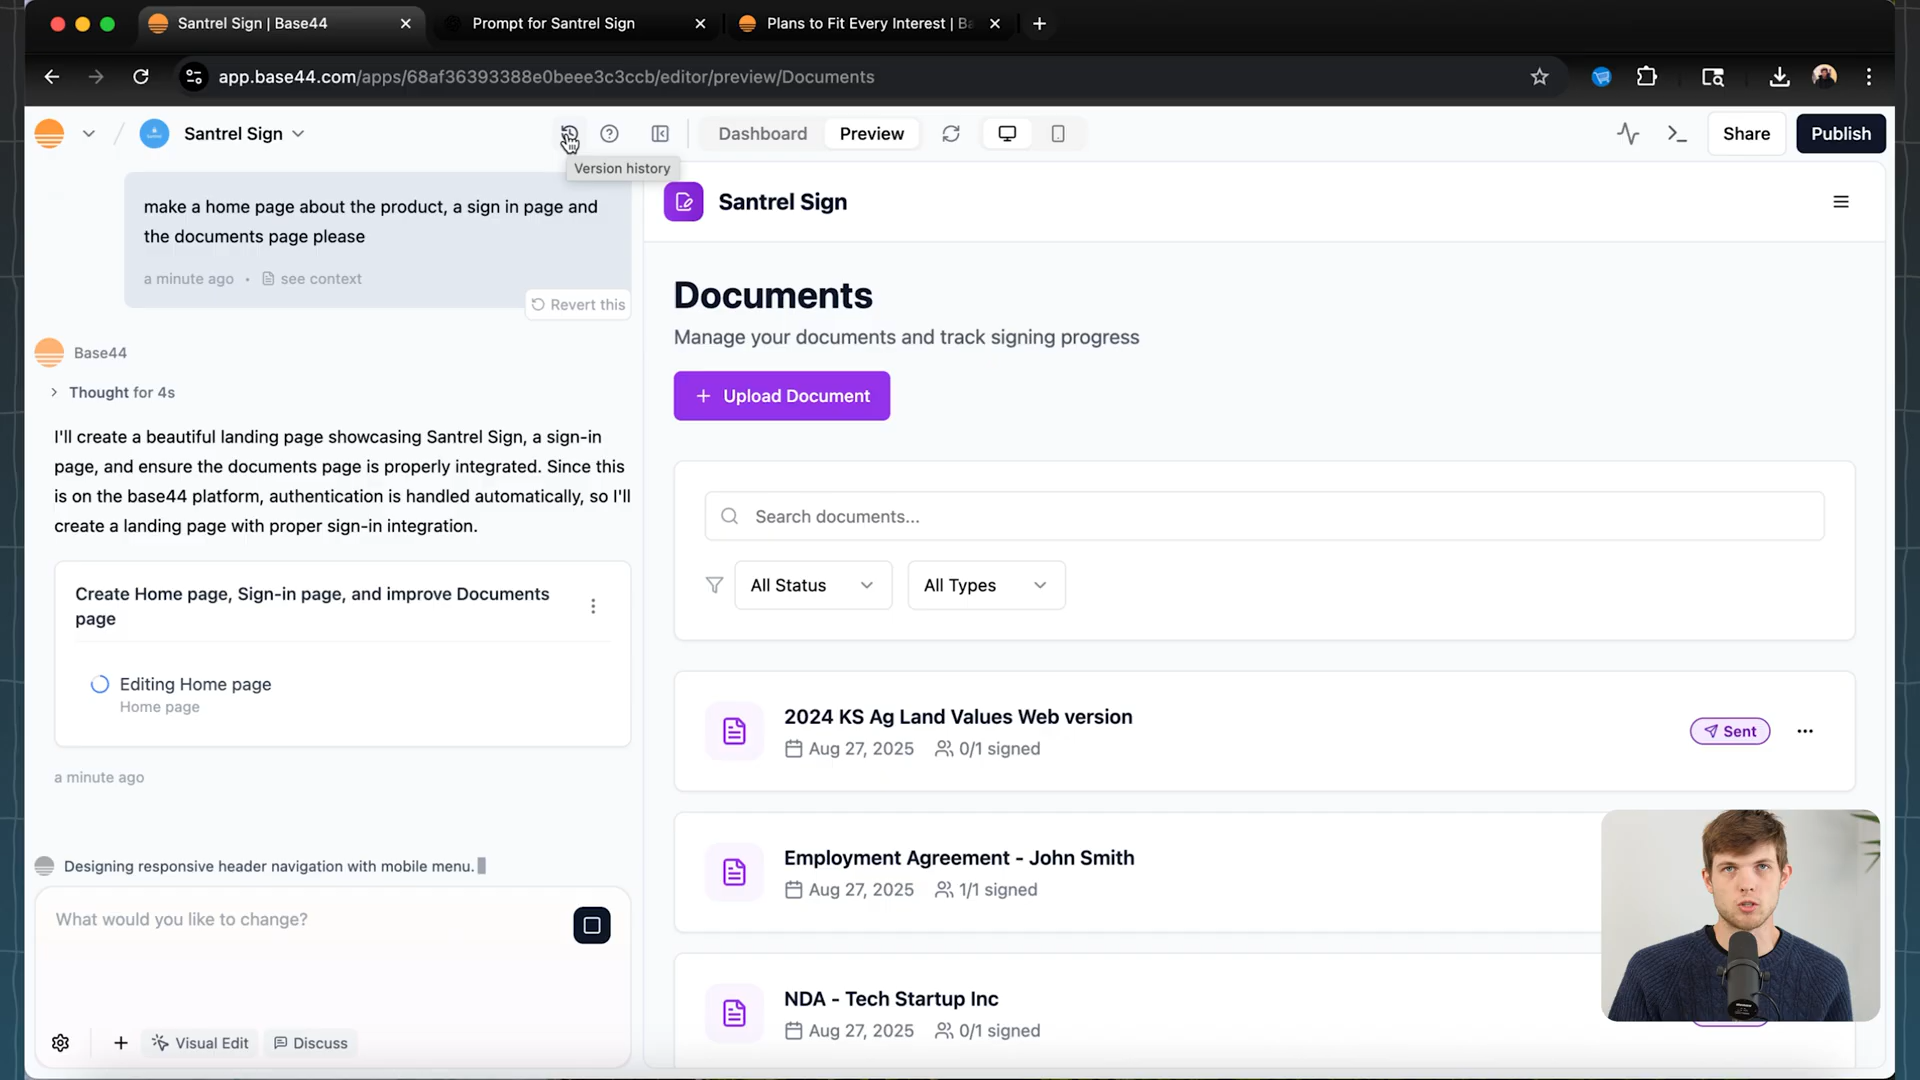 Santrel Sign | Base44
Prompt for Santrel Sign
Plans to Fit Every Interest | Ba
app.base44.com/apps/68af36393388e0beee3c3ccb/editor/preview/Documents
Santrel Sign
Dashboard
Preview
Share
Publish
Version history
make a home page about the product, a sign in page and
the documents page please
a minute ago • see context
Revert this
Base44
Thought for 4s
I'll create a beautiful landing page showcasing Santrel Sign, a sign-in
page, and ensure the documents page is properly integrated. Since this
is on the base44 platform, authentication is handled automatically, so I'll
create a landing page with proper sign-in integration.
Create Home page, Sign-in page, and improve Documents
page
Editing Home page
Home page
a minute ago
Designing responsive header navigation with mobile menu.
What would you like to change?
Visual Edit
Discuss
Santrel Sign
Documents
Manage your documents and track signing progress
+ Upload Document
Search documents...
All Status
All Types
2024 KS Ag Land Values Web version
Aug 27, 2025 0/1 signed
Sent
Employment Agreement - John Smith
Aug 27, 2025 1/1 signed
NDA - Tech Startup Inc
Aug 27, 2025 0/1 signed